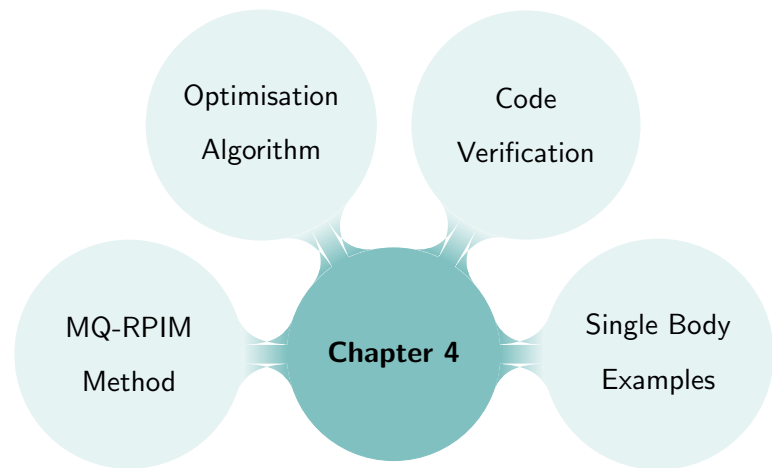 Optimisation
Algorithm
Code
Verification
MQ-RPIM
Method
Chapter 4
Single Body
Examples